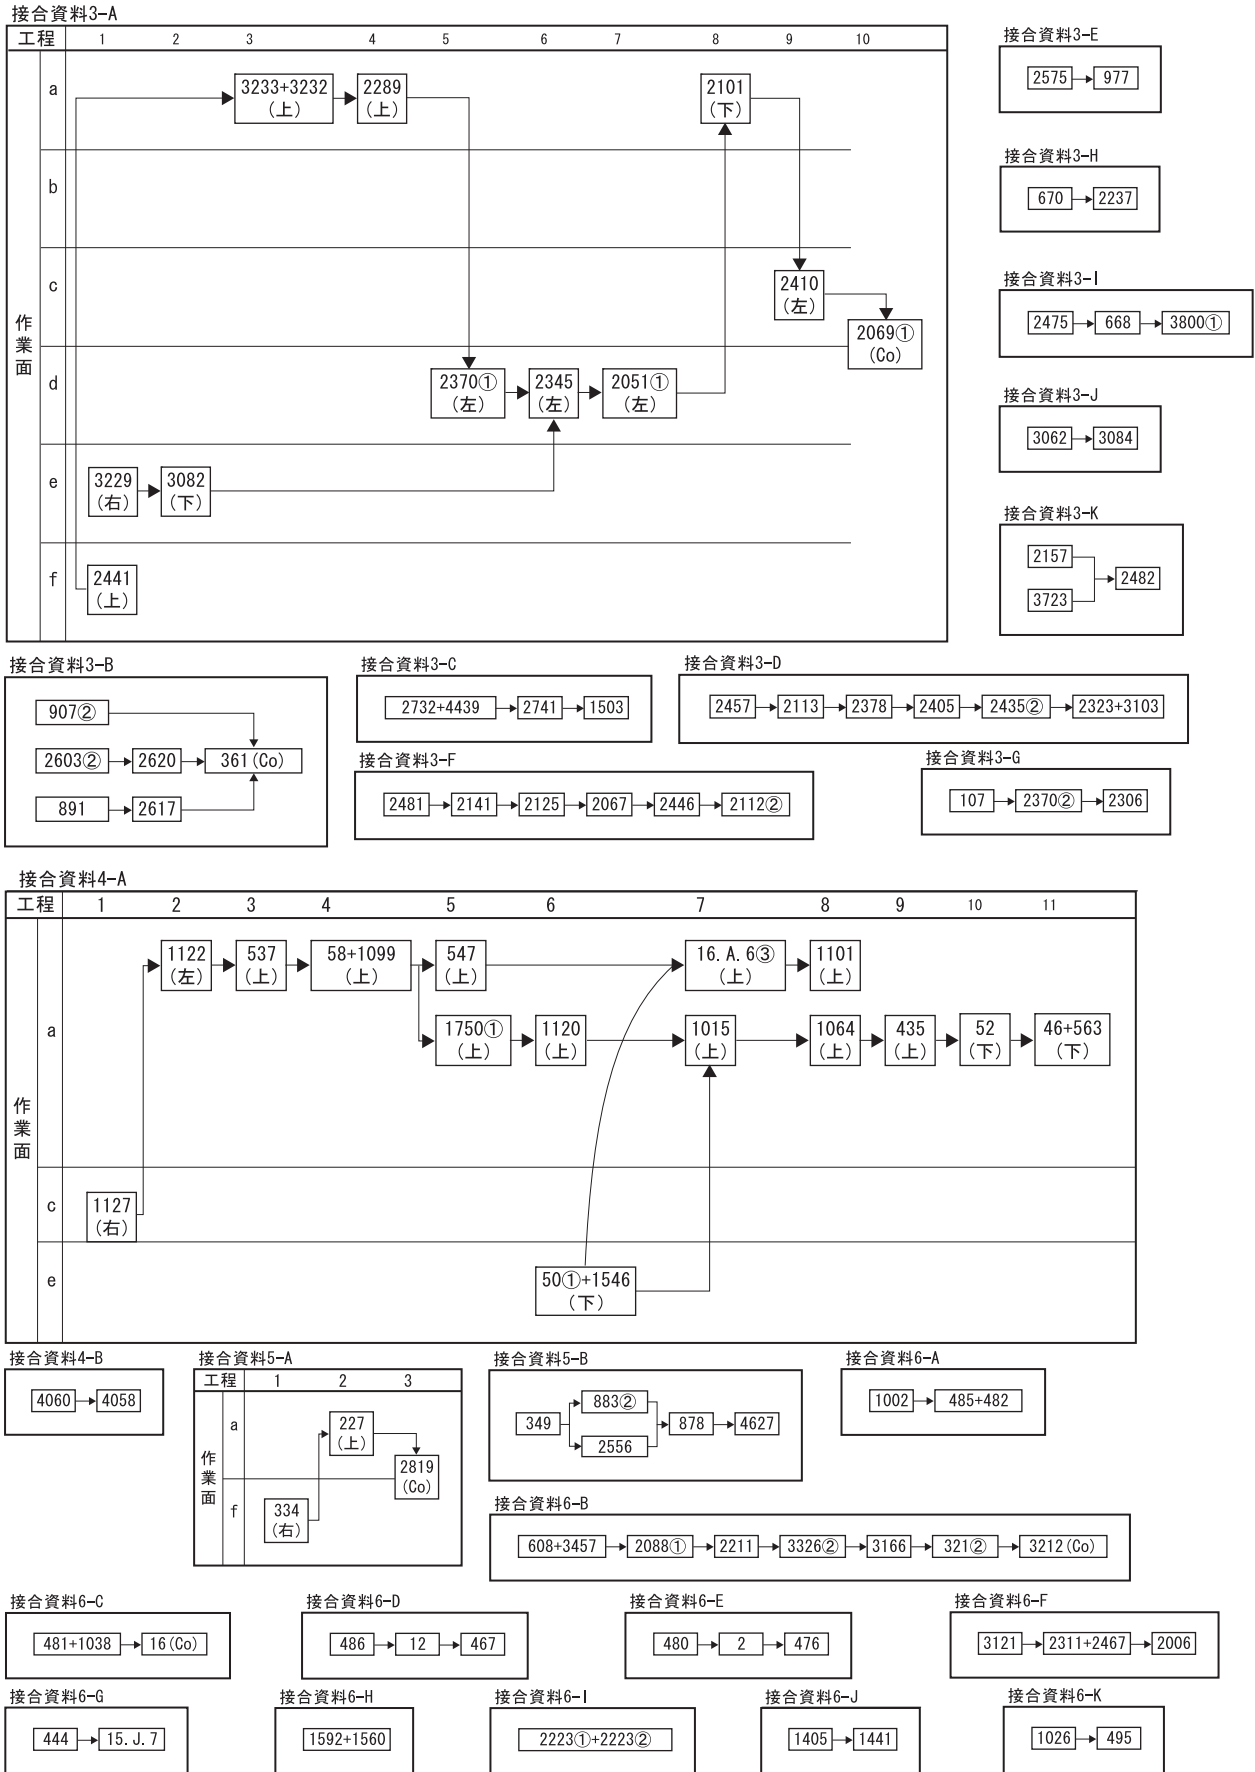 接合資料3-A
工程 1 2 3 4 5 6 7 8 9 10
作業面
a
3233+3232
(上)
2289
(上)
2101
(下)
b
c
2410
(左)
2069①
(Co)
d
2370①
(左)
2345
(左)
2051①
(左)
e
3229
(右)
3082
(下)
f
2441
(上)
接合資料3-E
2575 977
接合資料3-H
670 2237
接合資料3-I
2475 668 3800①
接合資料3-J
3062 3084
接合資料3-K
2157
3723
2482
接合資料3-B
907②
2603② 2620 361(Co)
891 2617
接合資料3-C
2732+4439 2741 1503
接合資料3-D
2457 2113 2378 2405 2435② 2323+3103
接合資料3-F
2481 2141 2125 2067 2446 2112②
接合資料3-G
107 2370② 2306
接合資料4-A
工程 1 2 3 4 5 6 7 8 9 10 11
作業面
a
1122
(左)
537
(上)
58+1099
(上)
547
(上)
16.A.6③
(上)
1101
(上)
1750①
(上)
1120
(上)
1015
(上)
1064
(上)
435
(上)
52
(下)
46+563
(下)
c
1127
(右)
e
50①+1546
(下)
接合資料4-B
4060 4058
接合資料5-A
工程 1 2 3
作業面
a
227
(上)
2819
(Co)
f
334
(右)
接合資料5-B
349
883②
2556
878 4627
接合資料6-A
1002 485+482
接合資料6-B
608+3457 2088① 2211 3326② 3166 321② 3212(Co)
接合資料6-C
481+1038 16(Co)
接合資料6-D
486 12 467
接合資料6-E
480 2 476
接合資料6-F
3121 2311+2467 2006
接合資料6-G
444 15.J.7
接合資料6-H
1592+1560
接合資料6-I
2223①+2223②
接合資料6-J
1405 1441
接合資料6-K
1026 495